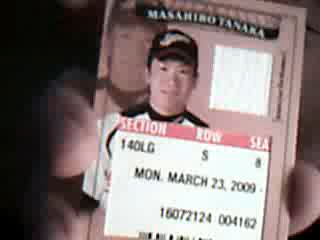 MASAHIRO TANAKA
SECTION ROW SEA
140LG S 8
MON. MARCH 23, 2009 -
16072124 004162